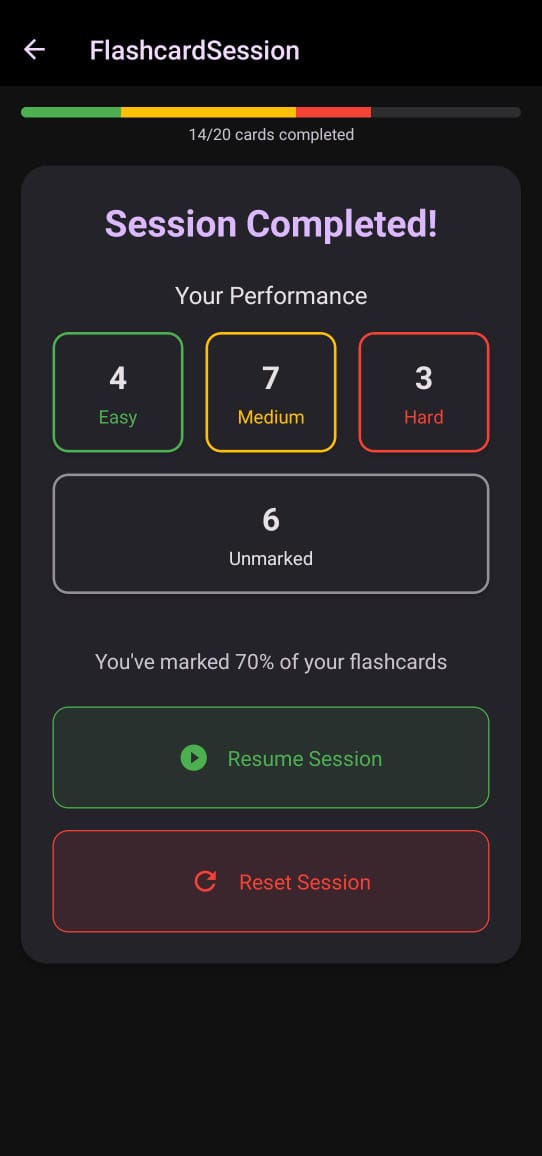 FlashcardSession
14/20 cards completed
Session Completed!
Your Performance
4
Easy
7
Medium
3
Hard
6
Unmarked
You've marked 70% of your flashcards
Resume Session
Reset Session